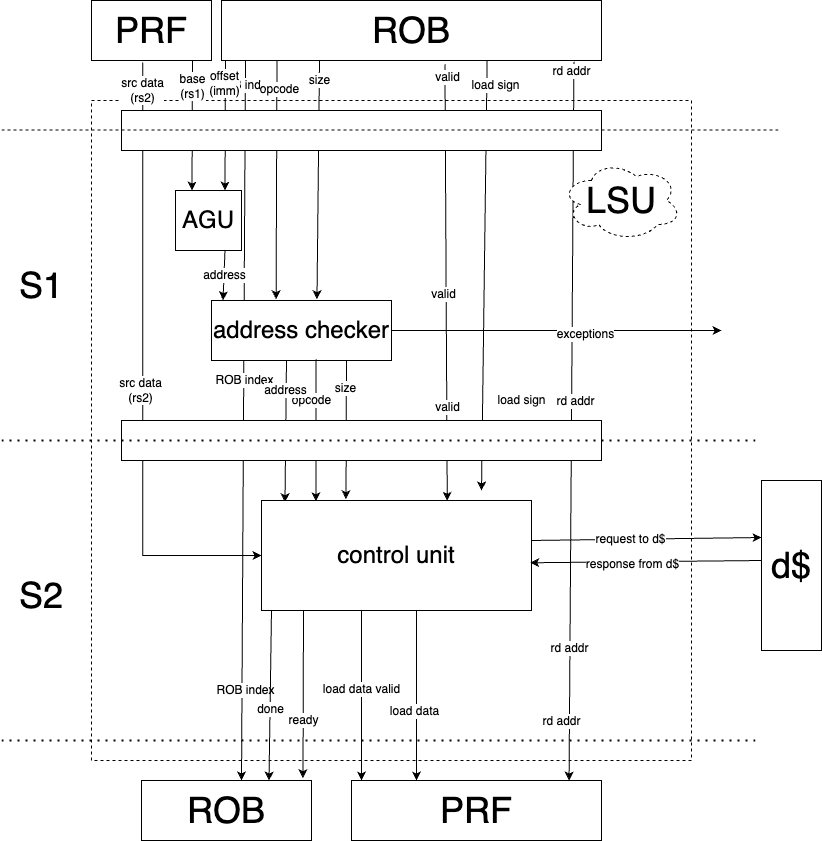 PRF
ROB
src data
(rs2)
base
(rs1)
offset
(imm)
ind
opcode
size
valid
load sign
rd addr
LSU
AGU
S1
address
valid
address checker
exceptions
src data
(rs2)
ROB index
address
opcode
size
valid
load sign
rd addr
S2
control unit
request to d$
response from d$
d$
rd addr
ROB index
done
ready
load data valid
load data
rd addr
ROB
PRF